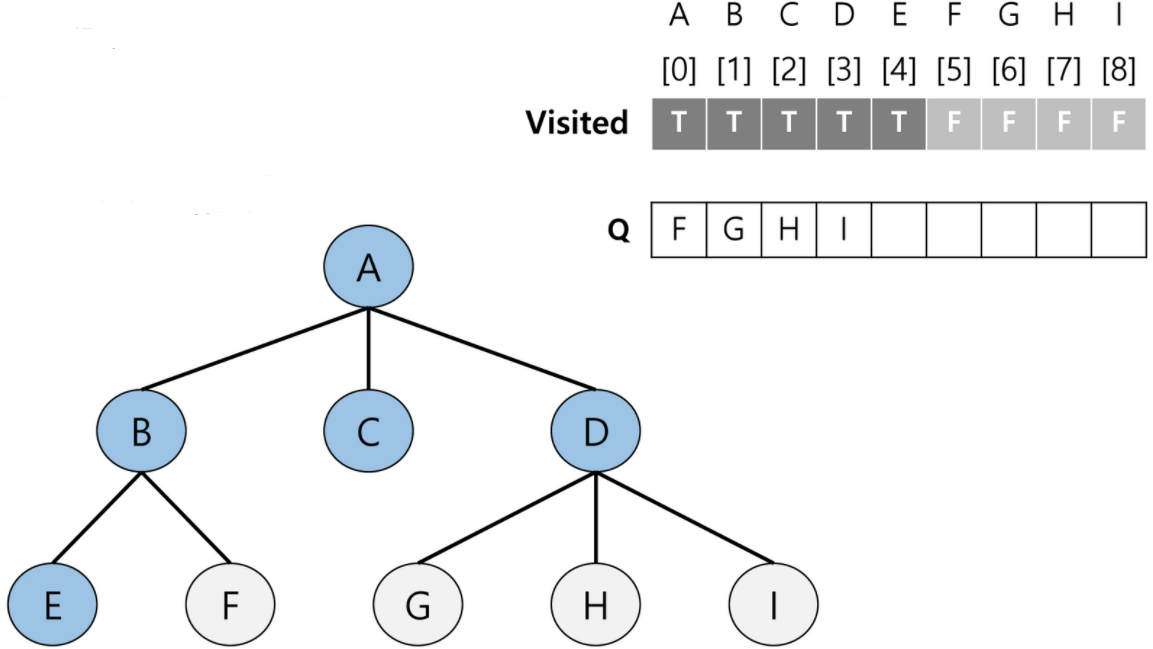 A B C D E F G H I
[0] [1] [2] [3] [4] [5] [6] [7] [8]
Visited T T T T T F F F F
Q F G H I
A
B C D
E F G H I